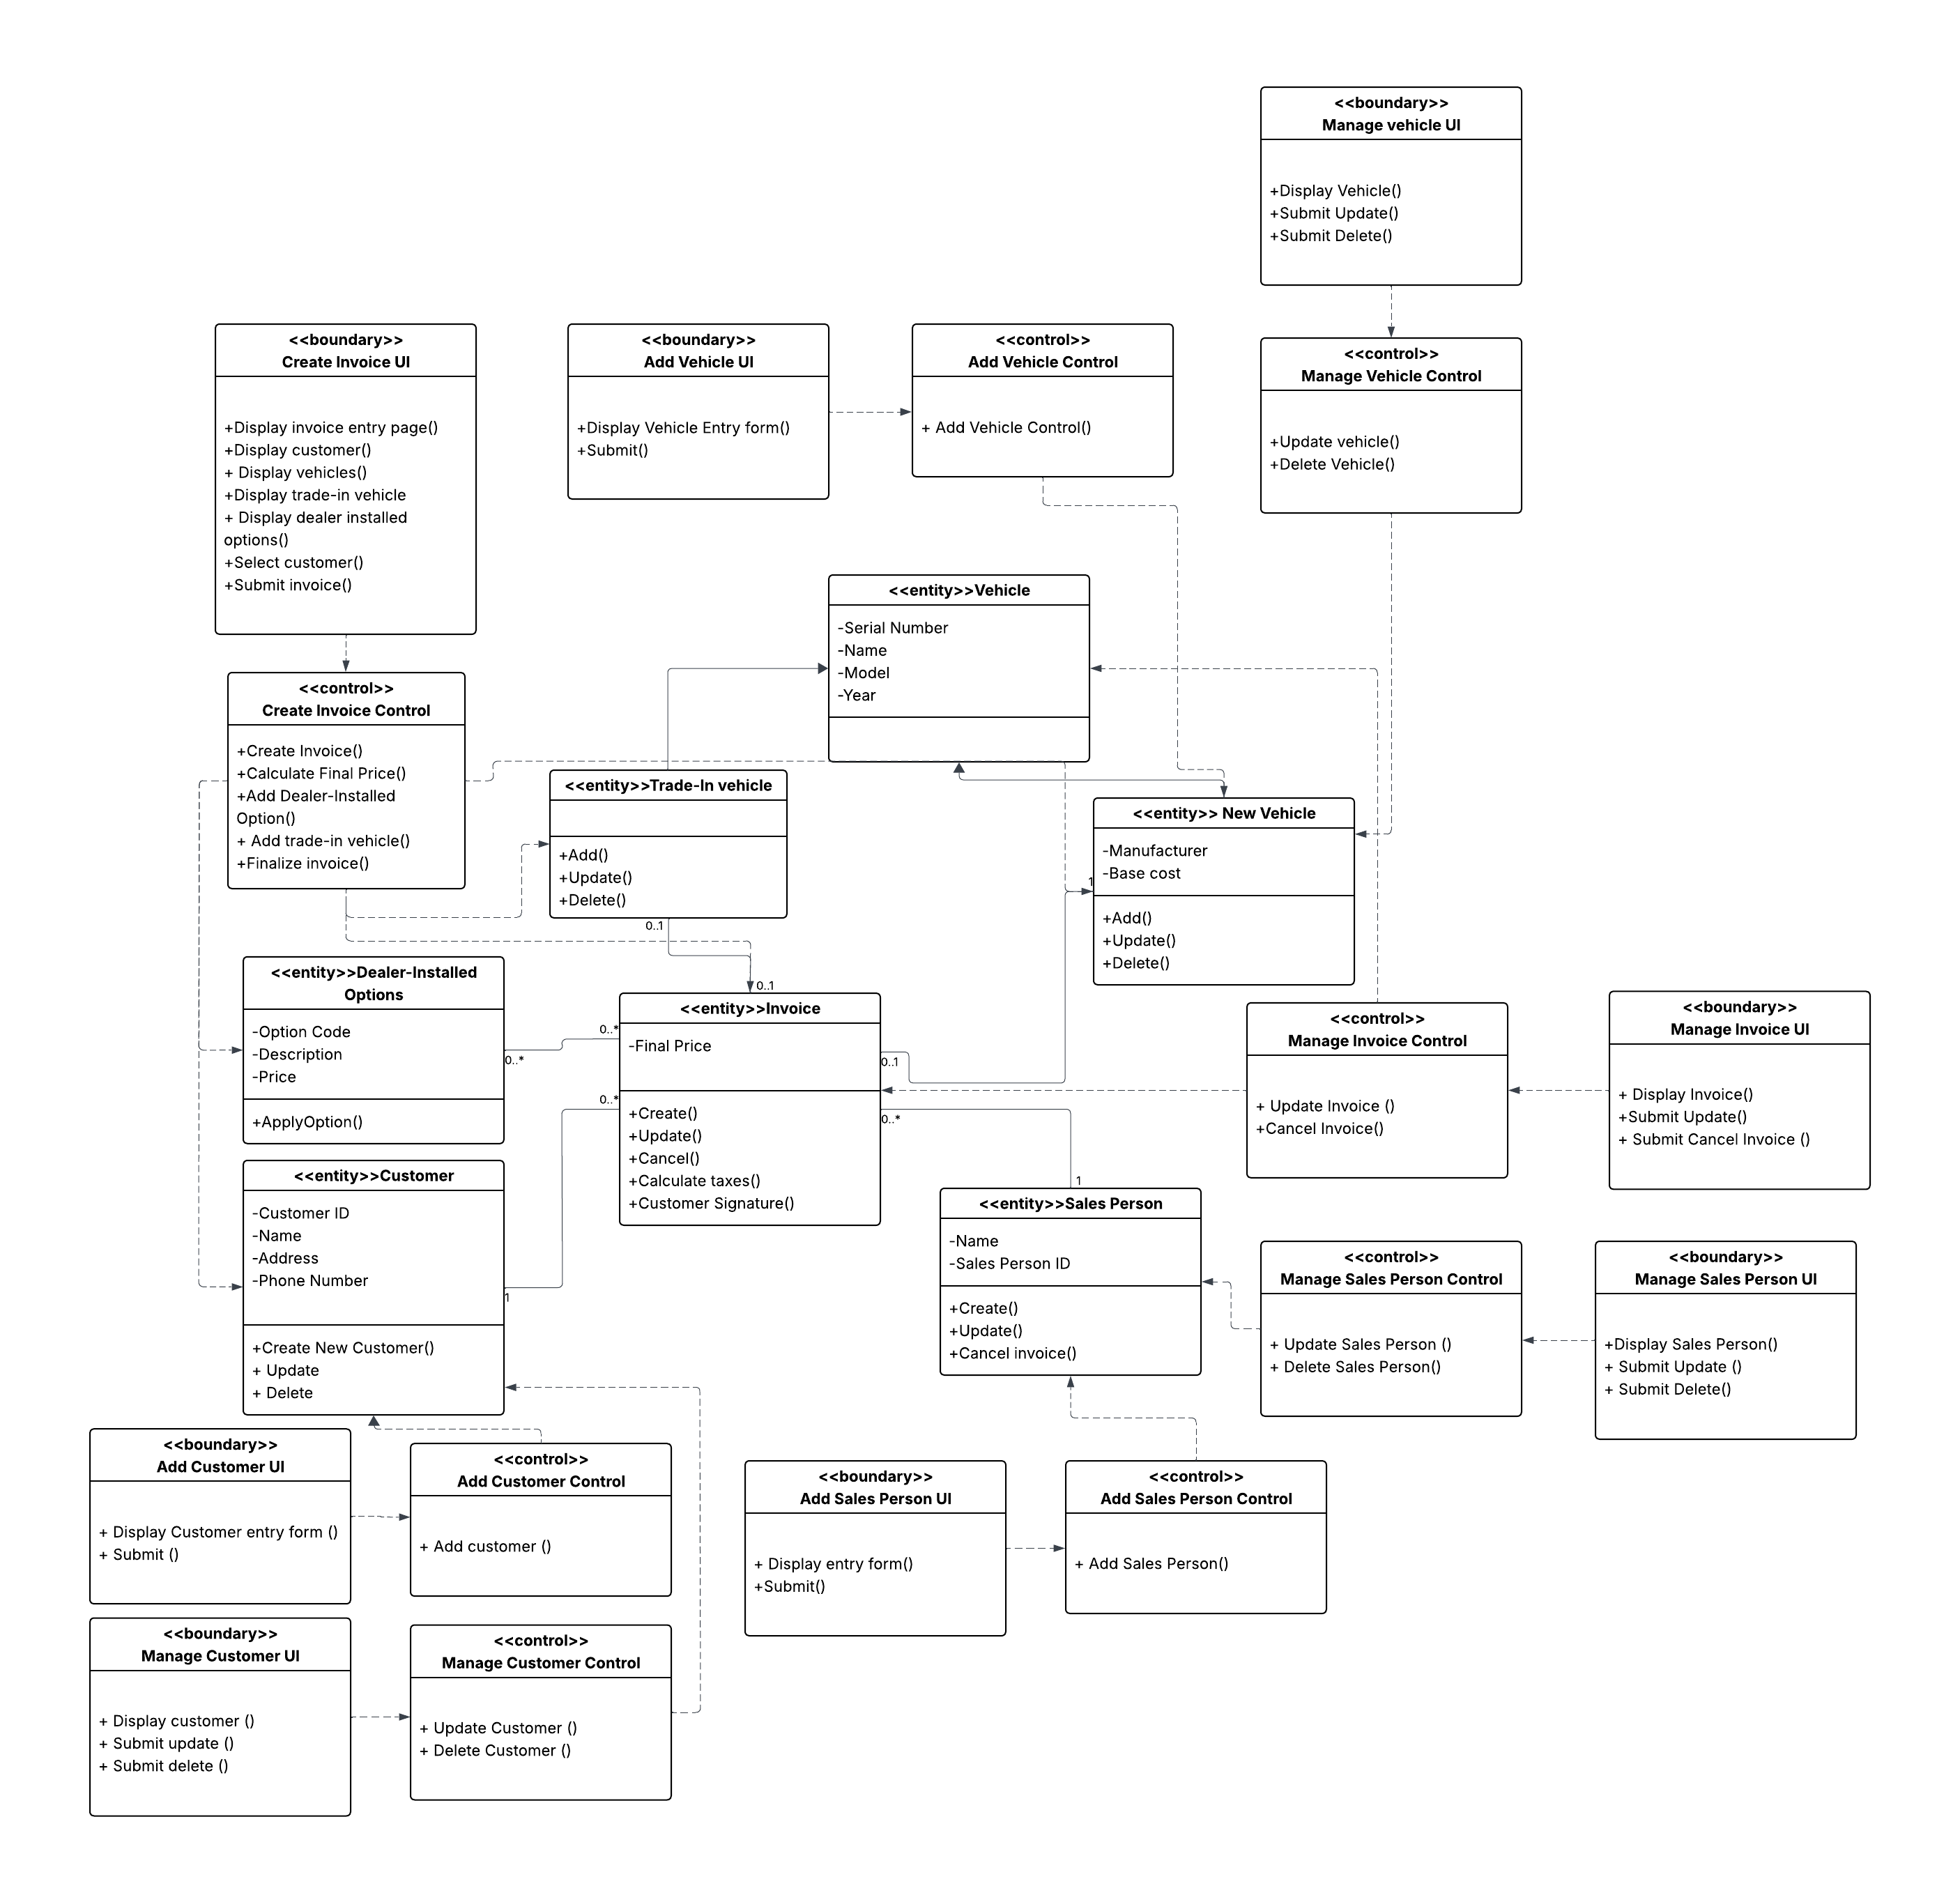 <<boundary>>
Manage vehicle UI
+Display Vehicle()
+Submit Update()
+Submit Delete()
<<boundary>>
Create Invoice UI
+Display invoice entry page()
+Display customer()
+ Display vehicles()
+Display trade-in vehicle
+ Display dealer installed
options()
+Select customer()
+Submit invoice()
<<boundary>>
Add Vehicle UI
+Display Vehicle Entry form()
+Submit()
<<control>>
Add Vehicle Control
+ Add Vehicle Control()
<<control>>
Manage Vehicle Control
+Update vehicle()
+Delete Vehicle()
<<entity>>Vehicle
-Serial Number
-Name
-Model
-Year
<<control>>
Create Invoice Control
+Create Invoice()
+Calculate Final Price()
+Add Dealer-Installed
Option()
+ Add trade-in vehicle()
+Finalize invoice()
<<entity>>Trade-In vehicle
+Add()
+Update()
+Delete()
0..1
<<entity>> New Vehicle
-Manufacturer
-Base cost
+Add()
+Update()
+Delete()
1
<<entity>>Dealer-Installed
Options
-Option Code
-Description
-Price
+ApplyOption()
0..*
0..*
0..1
<<entity>>Invoice
-Final Price
+Create()
+Update()
+Cancel()
+Calculate taxes()
+Customer Signature()
0..1
0..*
0..*
<<control>>
Manage Invoice Control
+ Update Invoice ()
+Cancel Invoice()
<<boundary>>
Manage Invoice UI
+ Display Invoice()
+Submit Update()
+ Submit Cancel Invoice ()
<<entity>>Customer
-Customer ID
-Name
-Address
-Phone Number
+Create New Customer()
+ Update
+ Delete
1
1
<<entity>>Sales Person
-Name
-Sales Person ID
+Create()
+Update()
+Cancel invoice()
<<control>>
Manage Sales Person Control
+ Update Sales Person ()
+ Delete Sales Person()
<<boundary>>
Manage Sales Person UI
+Display Sales Person()
+ Submit Update ()
+ Submit Delete()
<<boundary>>
Add Customer UI
+ Display Customer entry form ()
+ Submit ()
<<control>>
Add Customer Control
+ Add customer ()
<<boundary>>
Add Sales Person UI
+ Display entry form()
+Submit()
<<control>>
Add Sales Person Control
+ Add Sales Person()
<<boundary>>
Manage Customer UI
+ Display customer ()
+ Submit update ()
+ Submit delete ()
<<control>>
Manage Customer Control
+ Update Customer ()
+ Delete Customer ()